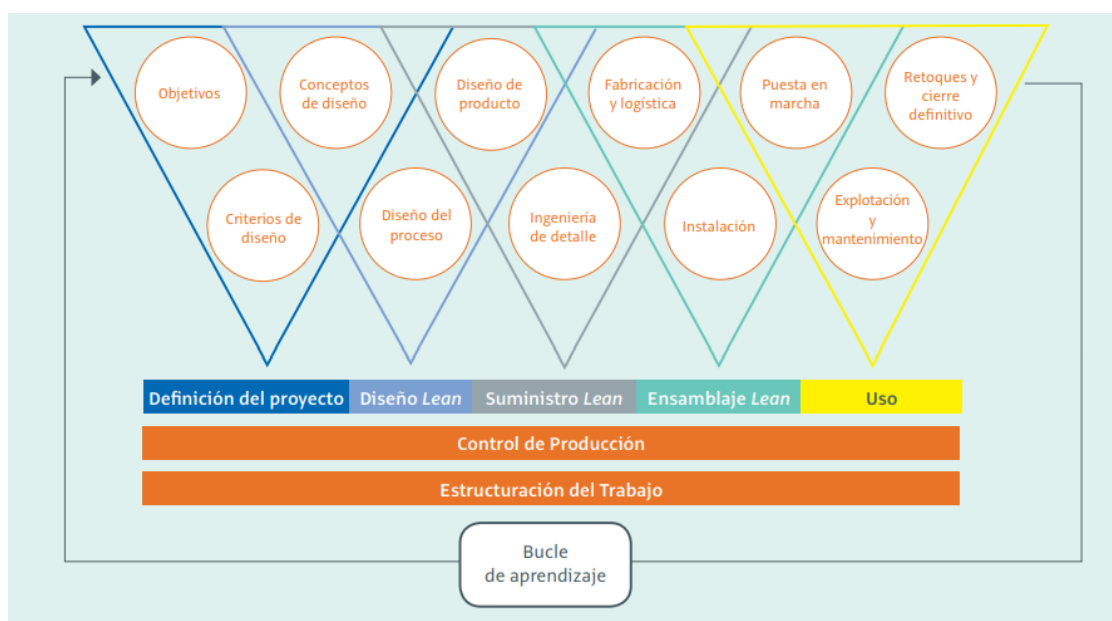 Objetivos
Conceptos
de diseño
Diseño de
producto
Fabricación
y logística
Puesta en
marcha
Retoques y
cierre
definitivo
Criterios de
diseño
Diseño del
proceso
Ingeniería
de detalle
Instalación
Explotación
y
mantenimiento
Definición del proyecto
Diseño Lean
Suministro Lean
Ensamblaje Lean
Uso
Control de Producción
Estructuración del Trabajo
Bucle
de aprendizaje